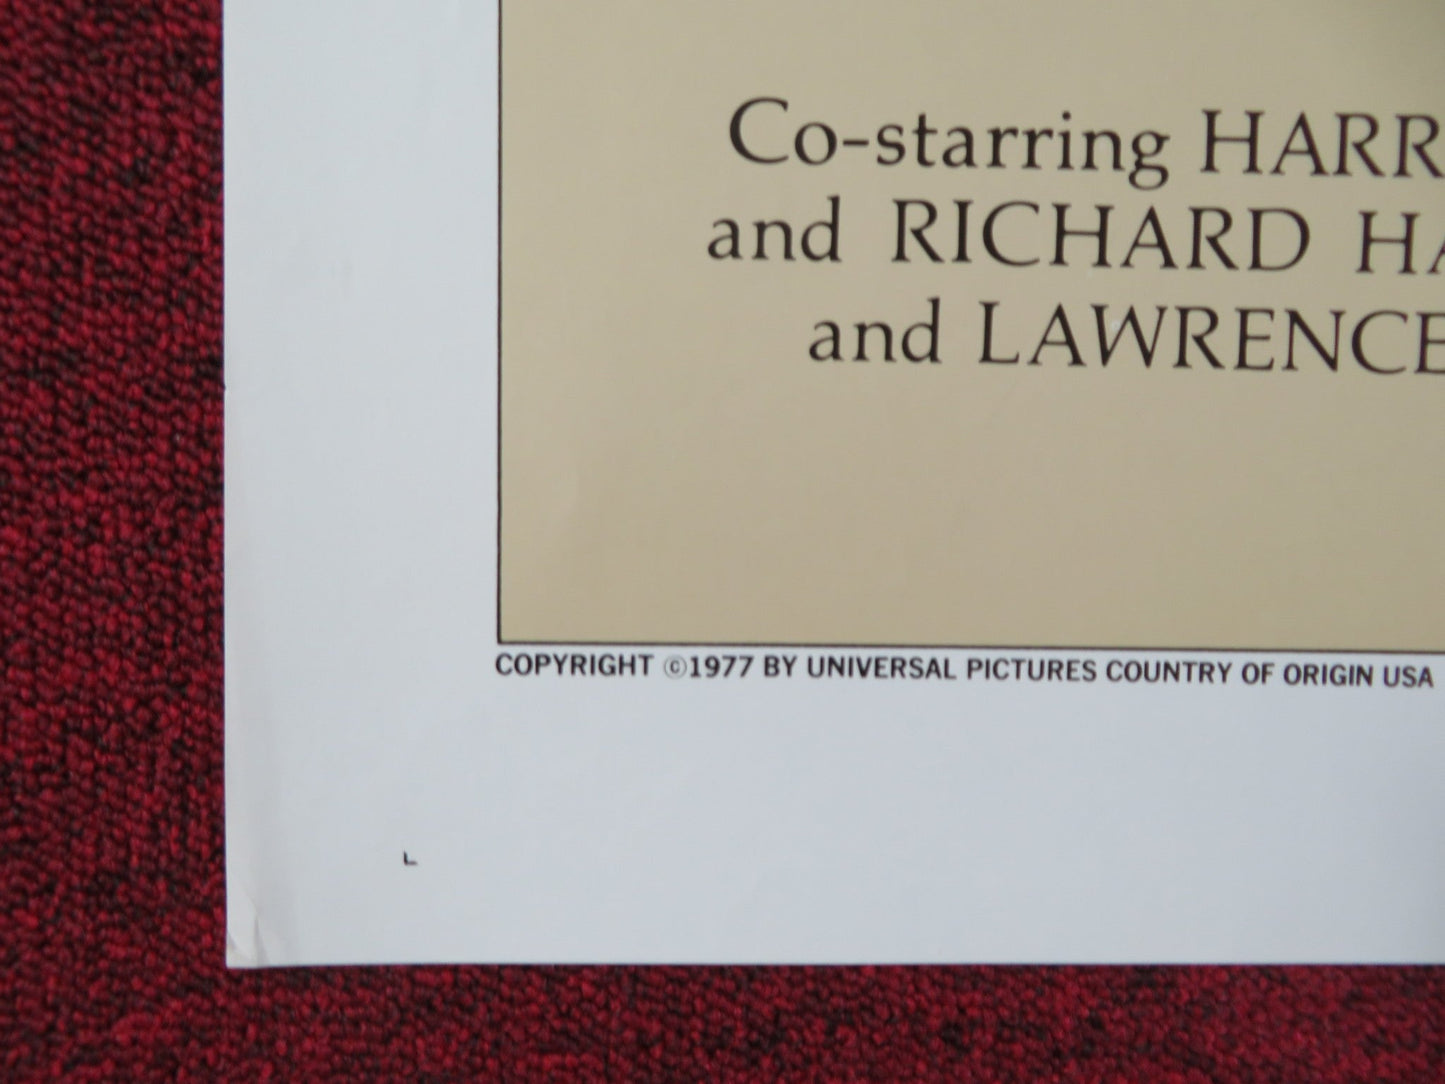 Co-starring HARR
and RICHARD HA
and LAWRENCE
COPYRIGHT ©1977 BY UNIVERSAL PICTURES COUNTRY OF ORIGIN USA